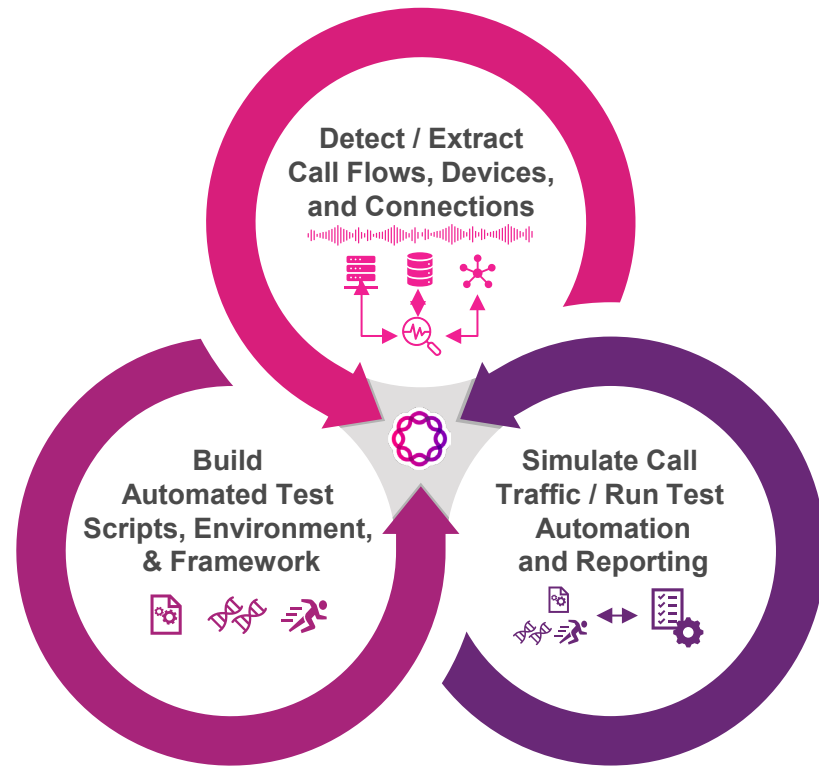 Detect / Extract
Call Flows, Devices,
and Connections
Build
Automated Test
Scripts, Environment,
& Framework
Simulate Call
Traffic / Run Test
Automation
and Reporting